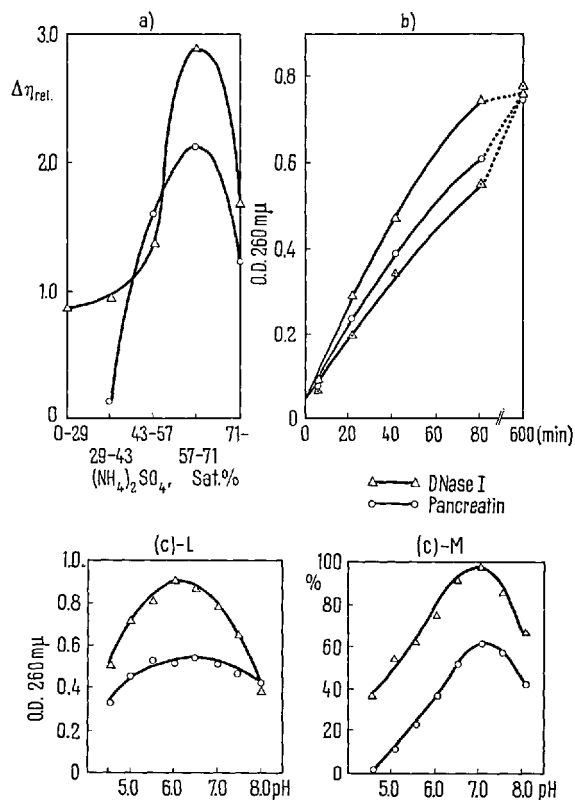 a)
3.0
Δηrel.
2.0
1.0
0
0-29 43-57 71-
29-43 57-71
(NH4)2SO4, Sat.%
b)
0.8
0.6
O.D. 260 mμ
0.4
0.2
0
0 20 40 60 80 600 (min)
DNase I
Pancreatin
(c)-L
1.0
0.8
0.6
O.D. 260 mμ
0.4
0.2
0
5.0 6.0 7.0 8.0 pH
(c)-M
100
%
80
60
40
20
0
5.0 6.0 7.0 8.0 pH